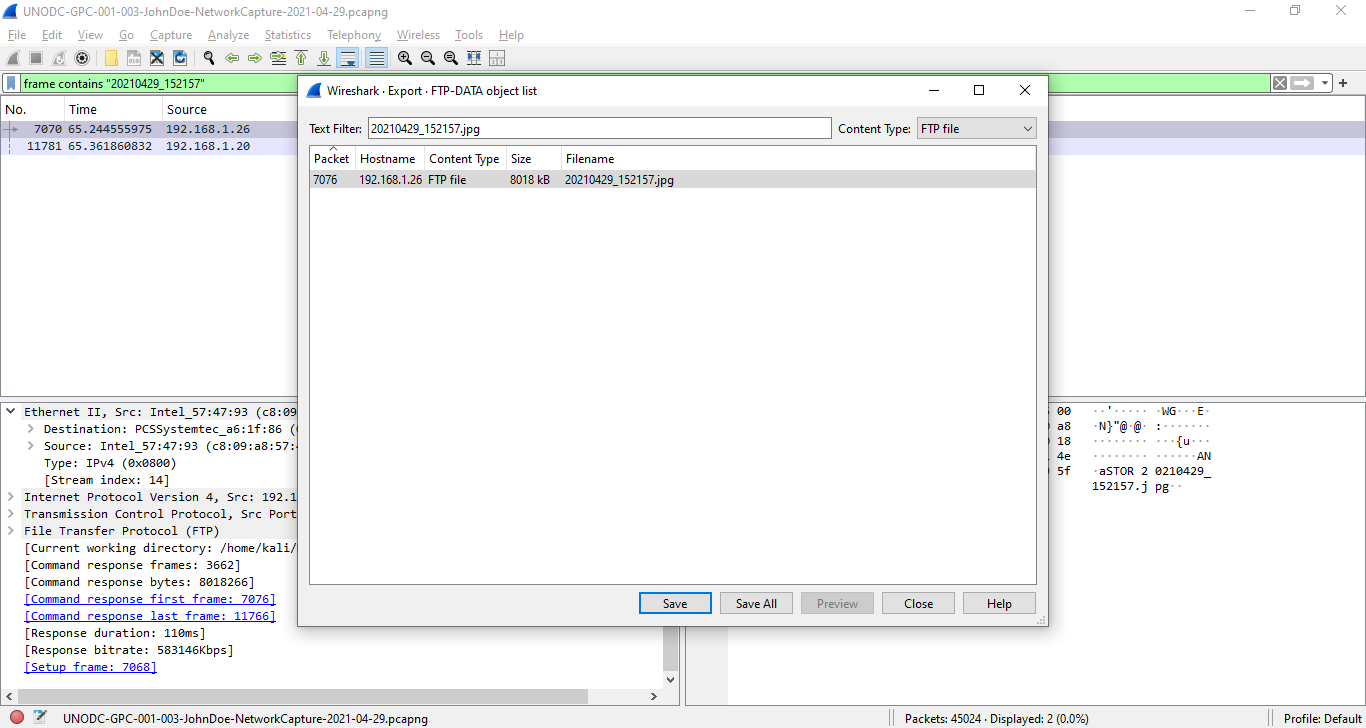 UNODC-GPC-001-003-JohnDoe-NetworkCapture-2021-04-29.pcapng
File Edit View Go Capture Analyze Statistics Telephony Wireless Tools Help
frame contains "20210429_152157"
No. Time Source
7070 65.244555975 192.168.1.26
11781 65.361860832 192.168.1.20
Wireshark · Export · FTP-DATA object list
Text Filter: 20210429_152157.jpg Content Type: FTP file
Packet Hostname Content Type Size Filename
7076 192.168.1.26 FTP file 8018 kB 20210429_152157.jpg
Save Save All Preview Close Help
Ethernet II, Src: Intel_57:47:93 (c8:09
Destination: PCSSystemtec_a6:1f:86 (
Source: Intel_57:47:93 (c8:09:a8:57:
Type: IPv4 (0x0800)
[Stream index: 14]
Internet Protocol Version 4, Src: 192.1
Transmission Control Protocol, Src Port
File Transfer Protocol (FTP)
[Current working directory: /home/kali/
[Command response frames: 3662]
[Command response bytes: 8018266]
[Command response first frame: 7076]
[Command response last frame: 11766]
[Response duration: 110ms]
[Response bitrate: 583146Kbps]
[Setup frame: 7068]
00 ··'····· ·WG···E·
a8 ·N}"@·@· :·······
18 ········ ···{u···
4e ········ ······AN
5f ·aSTOR 2 0210429_
152157.j pg··
UNODC-GPC-001-003-JohnDoe-NetworkCapture-2021-04-29.pcapng
Packets: 45024 · Displayed: 2 (0.0%)
Profile: Default